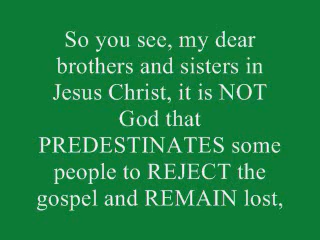 So you see, my dear
brothers and sisters in
Jesus Christ, it is NOT
God that
PREDESTINATES some
people to REJECT the
gospel and REMAIN lost,